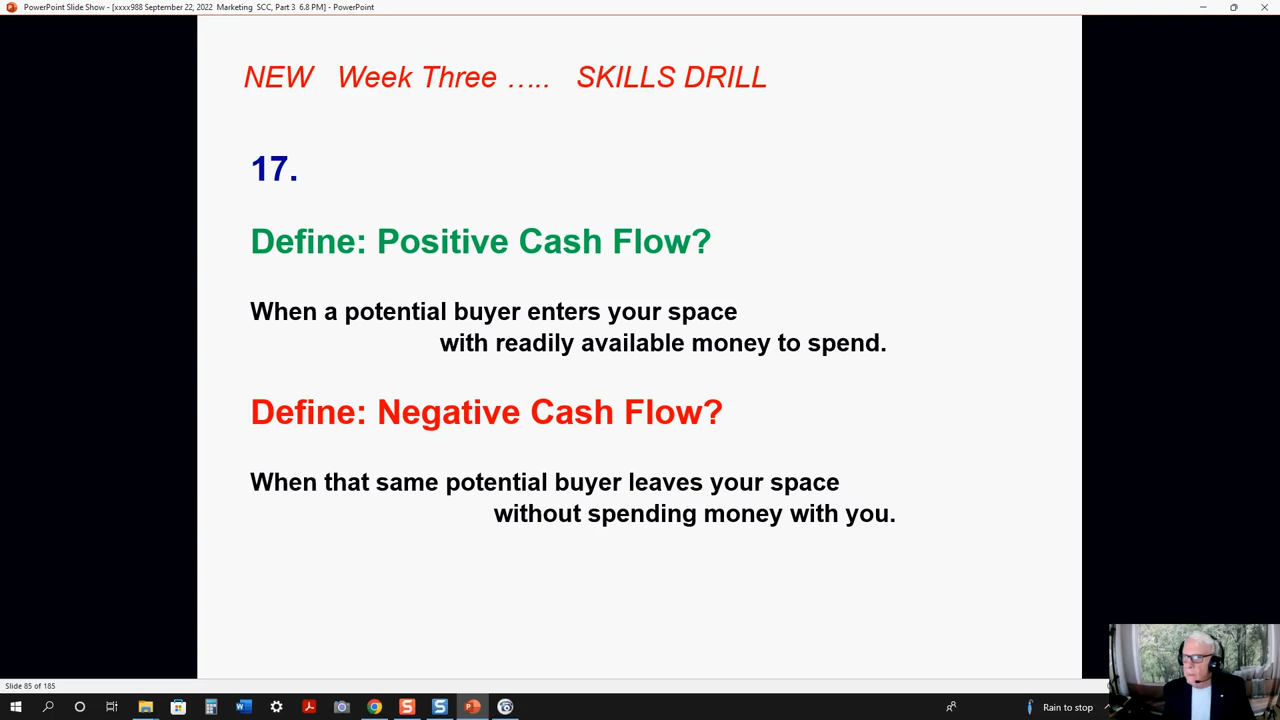 PowerPoint Slide Show - [xxxx988 September 22, 2022 Marketing SCC, Part 3 6.8 PM] - PowerPoint
NEW Week Three ….. SKILLS DRILL
17.
Define: Positive Cash Flow?
When a potential buyer enters your space
with readily available money to spend.
Define: Negative Cash Flow?
When that same potential buyer leaves your space
without spending money with you.
Slide 85 of 185
Rain to stop